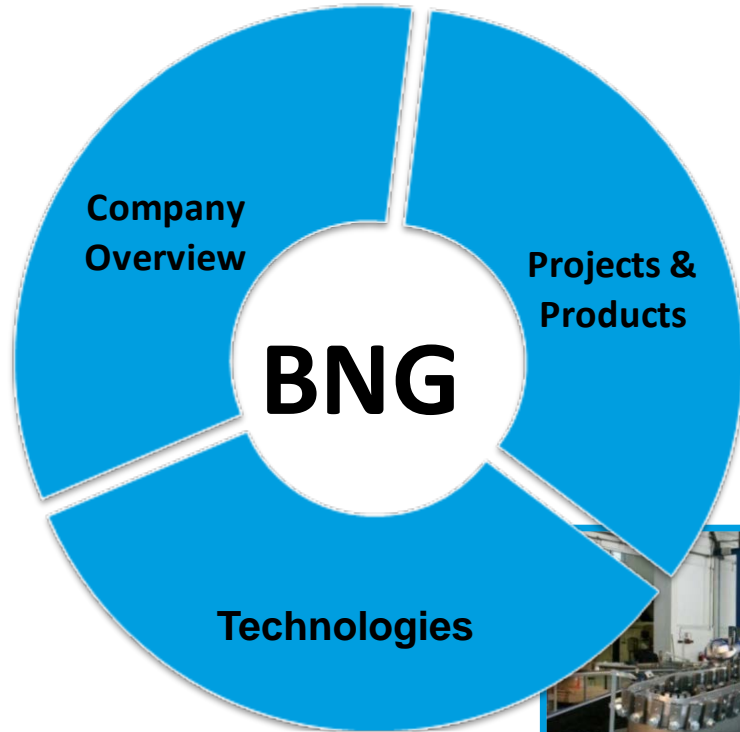 Company
Overview
Projects &
Products
BNG
Technologies